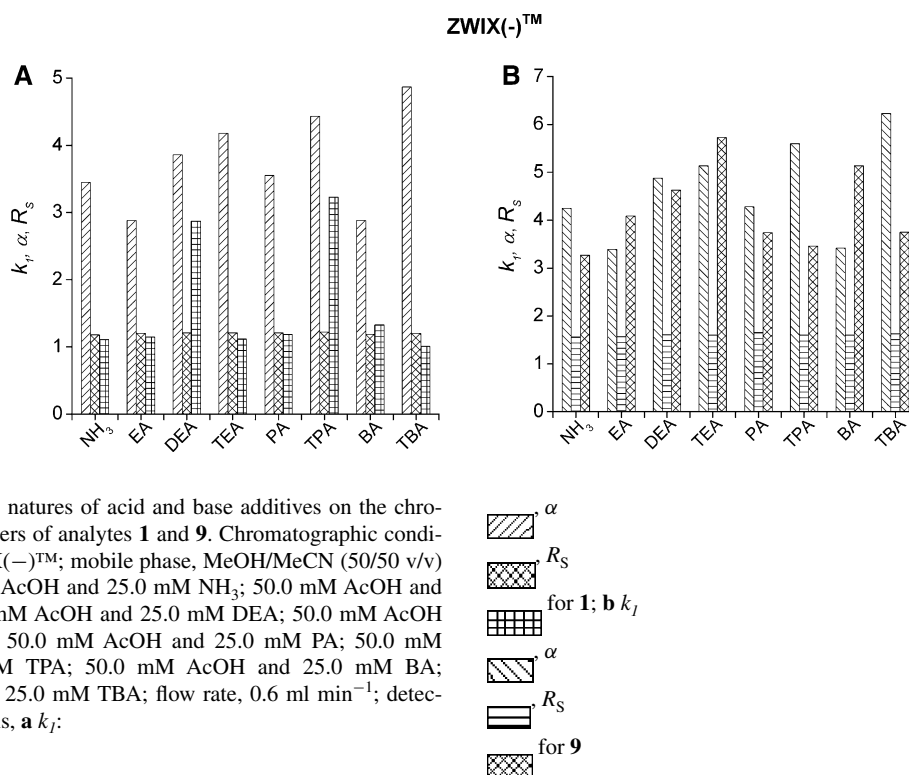 ZWIX(-)™
A
B
k1, α, Rs
5
4
3
2
1
0
NH3 EA DEA TEA PA TPA BA TBA
k1, α, Rs
7
6
5
4
3
2
1
0
NH3 EA DEA TEA PA TPA BA TBA
natures of acid and base additives on the chro-
ers of analytes 1 and 9. Chromatographic condi-
(−)™; mobile phase, MeOH/MeCN (50/50 v/v)
AcOH and 25.0 mM NH3; 50.0 mM AcOH and
mM AcOH and 25.0 mM DEA; 50.0 mM AcOH
50.0 mM AcOH and 25.0 mM PA; 50.0 mM
M TPA; 50.0 mM AcOH and 25.0 mM BA;
25.0 mM TBA; flow rate, 0.6 ml min−1; detec-
s, a k1:
, α
, RS
for 1; b k1
, α
, RS
for 9